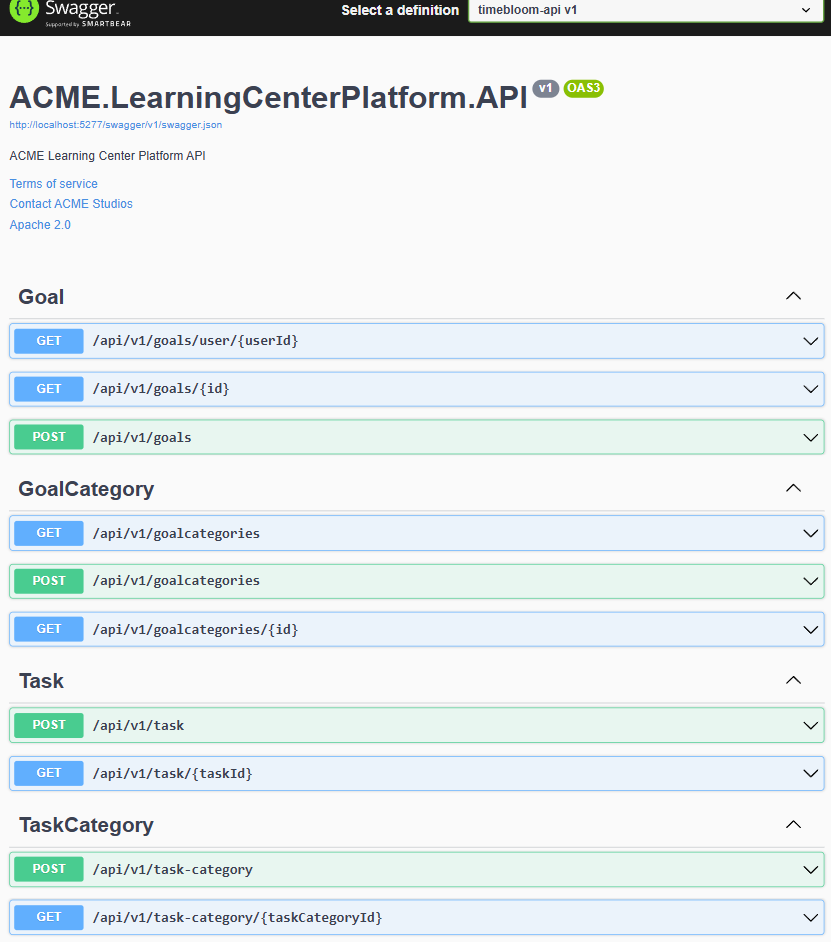 Swagger
Supported by SMARTBEAR
Select a definition
timebloom-api v1
ACME.LearningCenterPlatform.API v1 OAS3
http://localhost:5277/swagger/v1/swagger.json
ACME Learning Center Platform API
Terms of service
Contact ACME Studios
Apache 2.0
Goal
GET /api/v1/goals/user/{userId}
GET /api/v1/goals/{id}
POST /api/v1/goals
GoalCategory
GET /api/v1/goalcategories
POST /api/v1/goalcategories
GET /api/v1/goalcategories/{id}
Task
POST /api/v1/task
GET /api/v1/task/{taskId}
TaskCategory
POST /api/v1/task-category
GET /api/v1/task-category/{taskCategoryId}